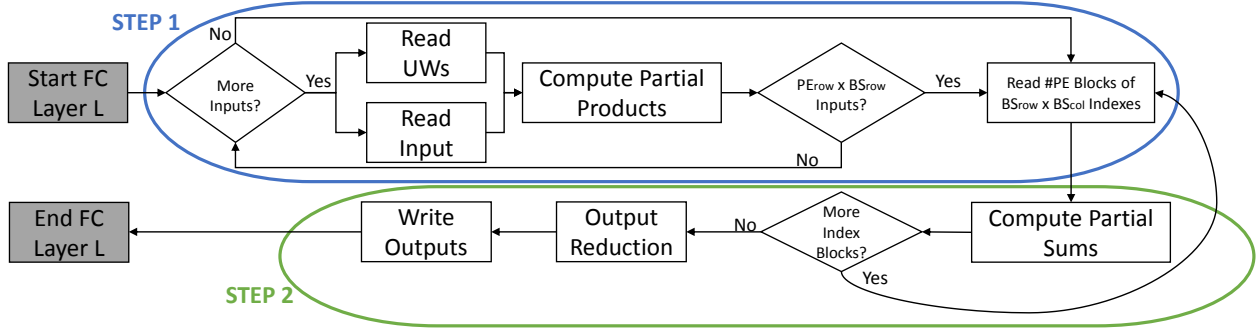 STEP 1
Start FC
Layer L
More
Inputs?
No
Yes
Read
UWs
Read
Input
Compute Partial
Products
PErow x BSrow
Inputs?
Yes
No
Read #PE Blocks of
BSrow x BScol Indexes
End FC
Layer L
Write
Outputs
Output
Reduction
No
More
Index
Blocks?
Yes
Compute Partial
Sums
STEP 2